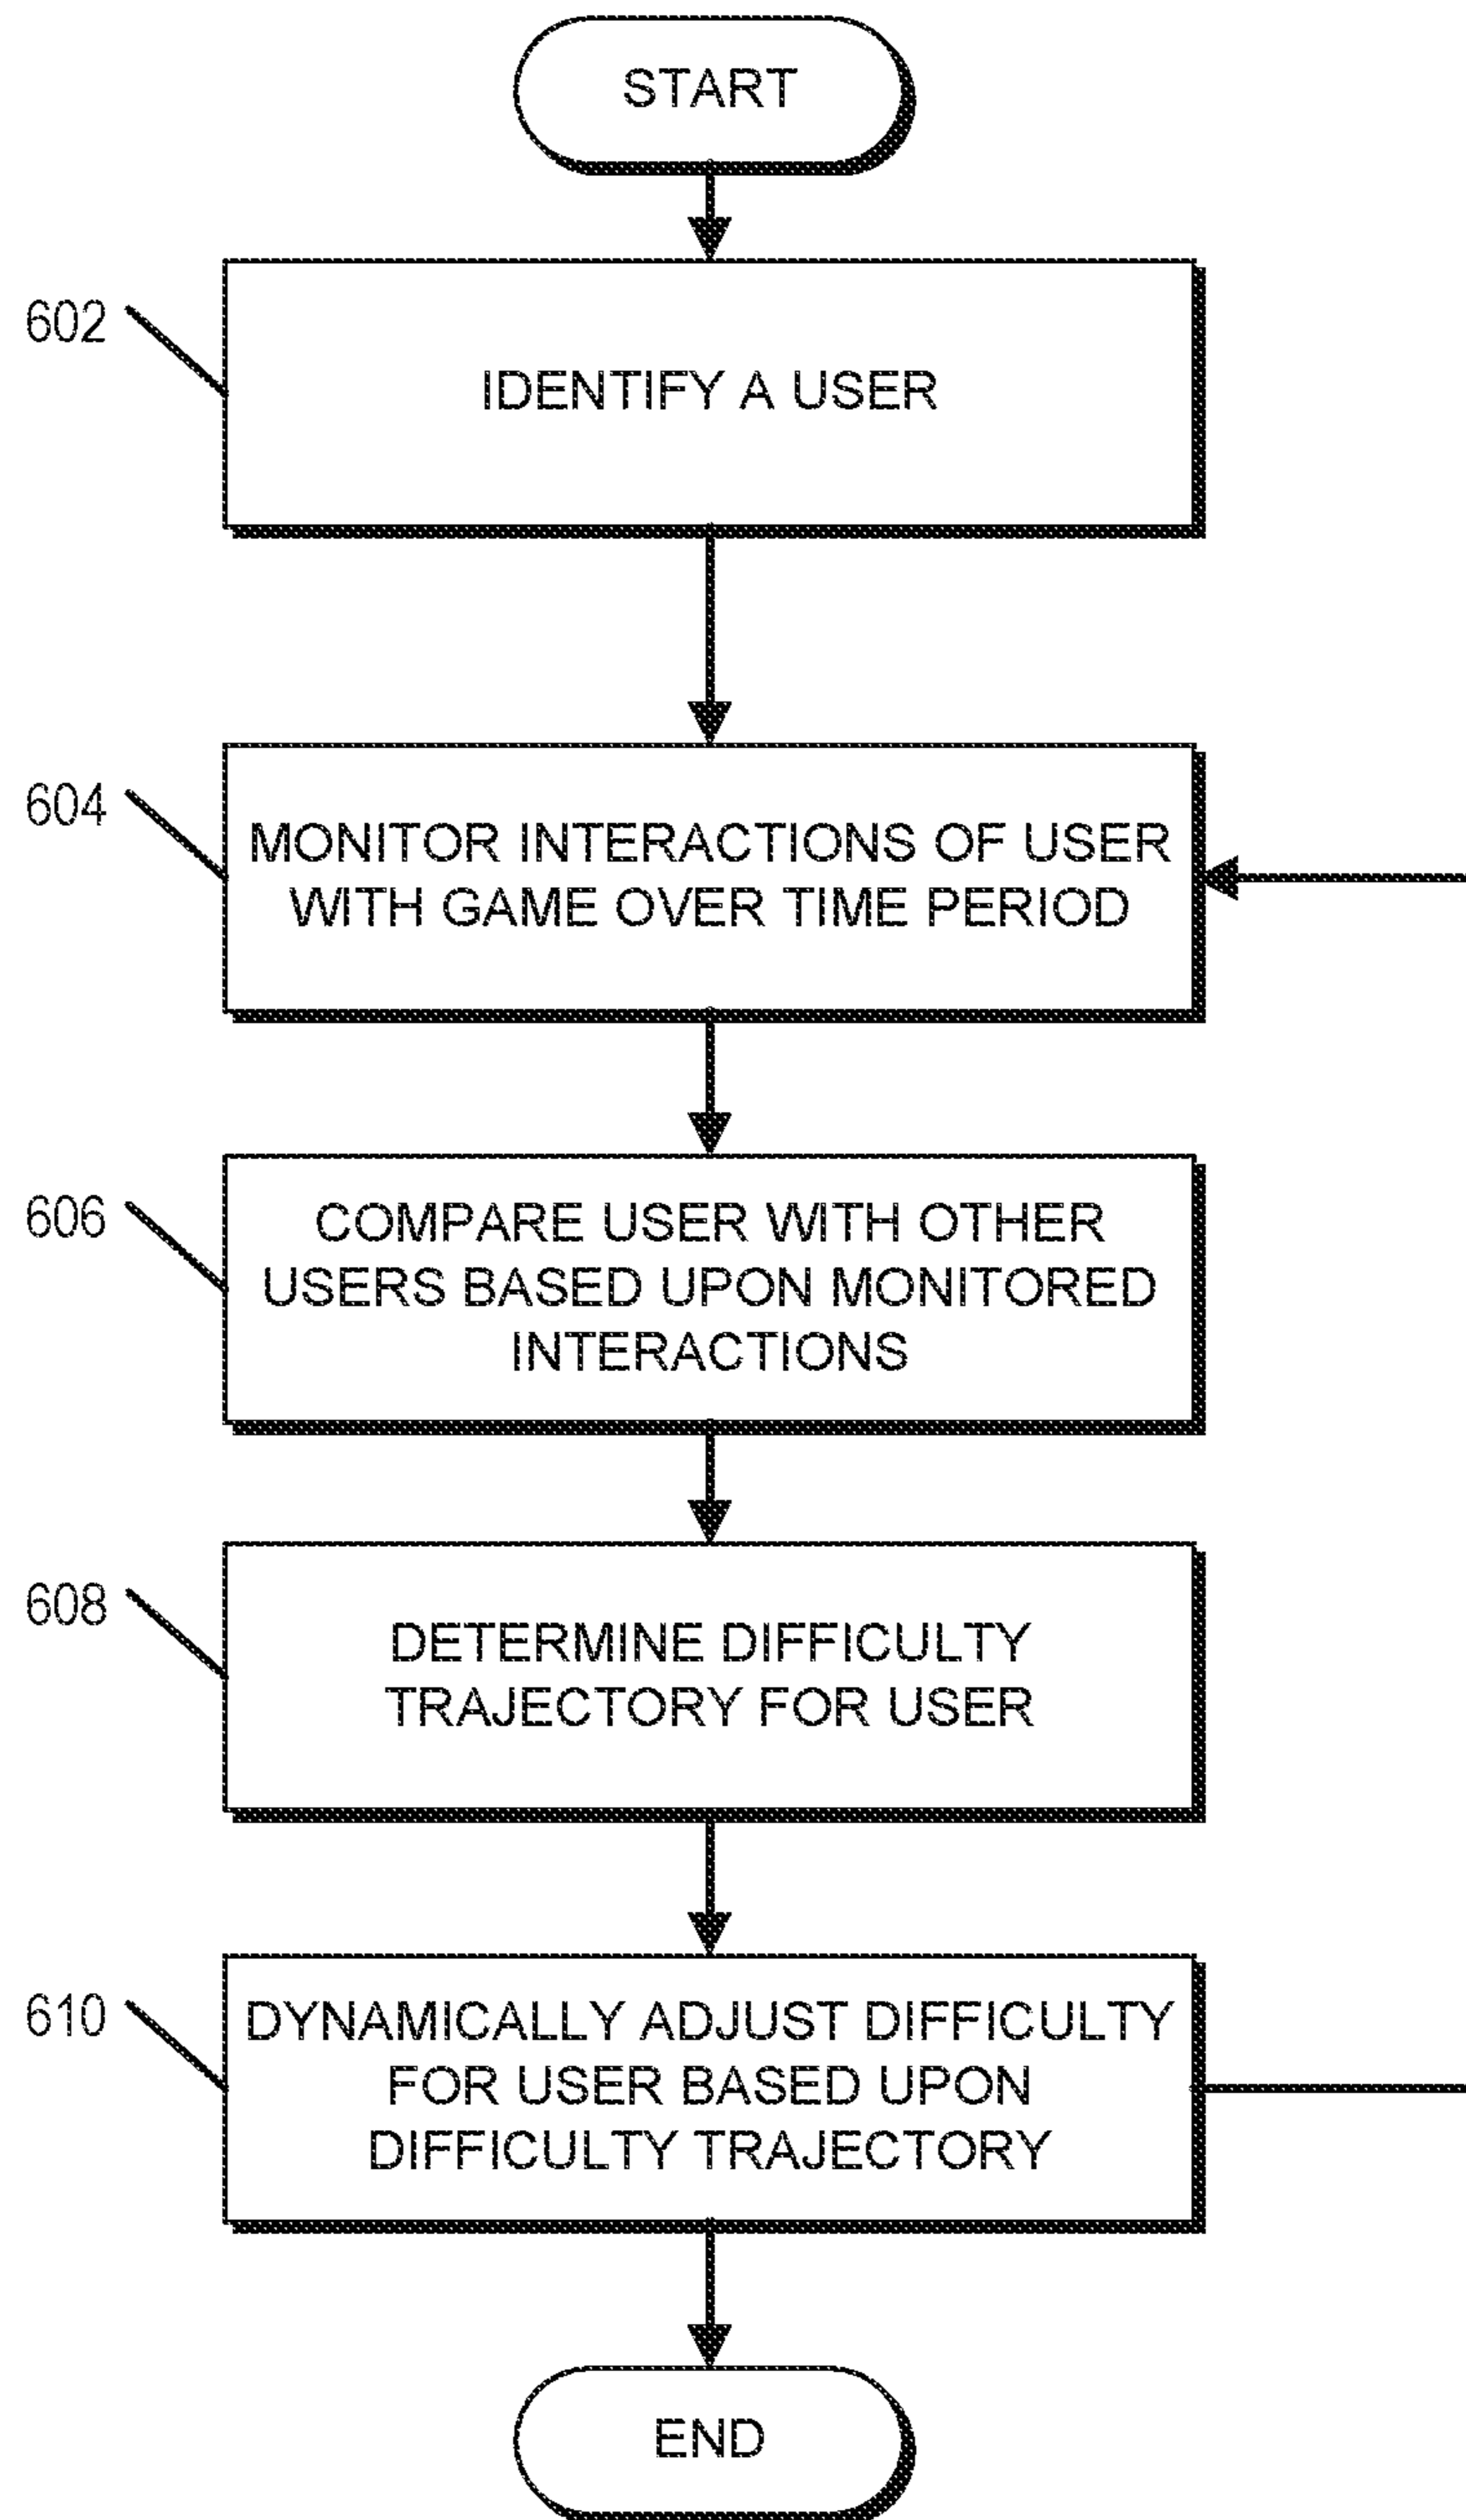 START
602
IDENTIFY A USER
604
MONITOR INTERACTIONS OF USER
WITH GAME OVER TIME PERIOD
606
COMPARE USER WITH OTHER
USERS BASED UPON MONITORED
INTERACTIONS
608
DETERMINE DIFFICULTY
TRAJECTORY FOR USER
610
DYNAMICALLY ADJUST DIFFICULTY
FOR USER BASED UPON
DIFFICULTY TRAJECTORY
END